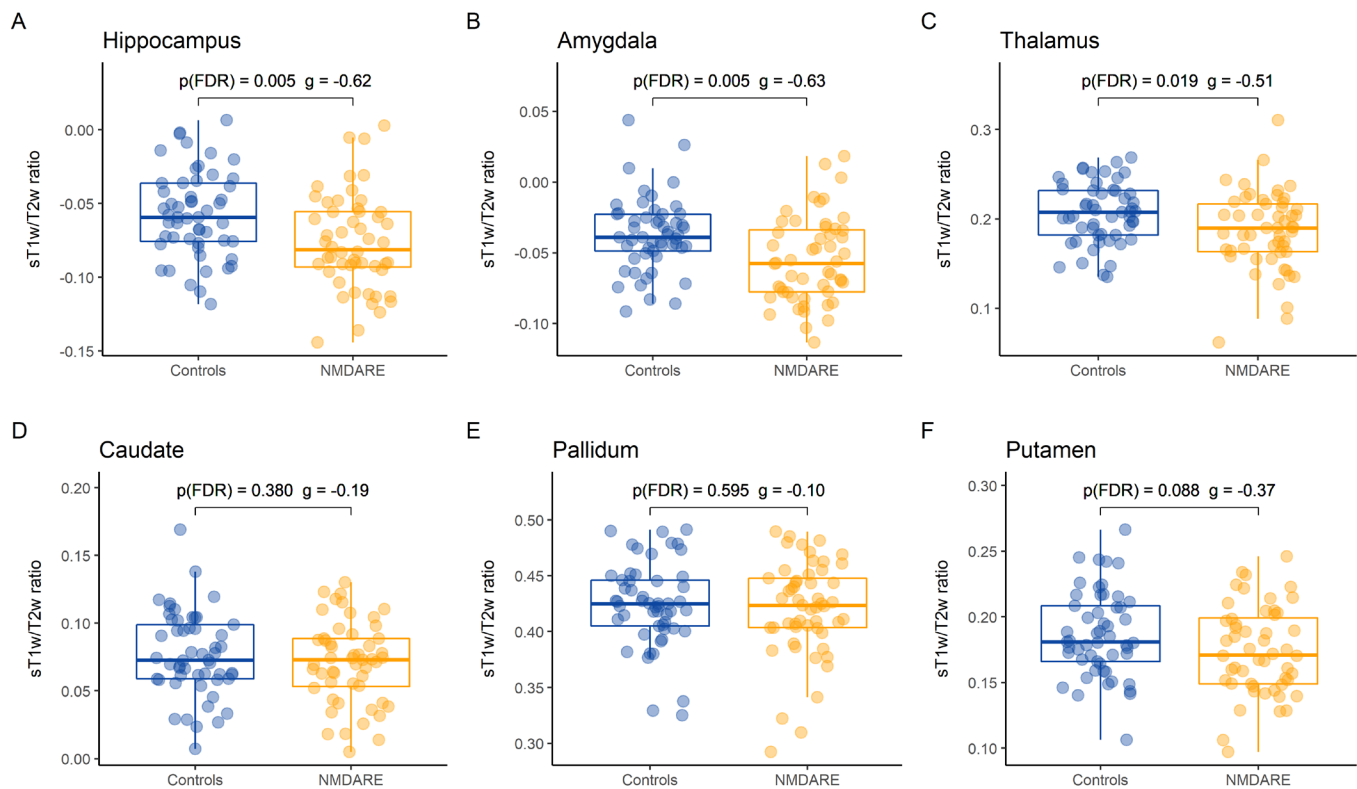 A
Hippocampus
p(FDR) = 0.005 g = -0.62
sT1w/T2w ratio
0.00
-0.05
-0.10
-0.15
Controls
NMDARE
B
Amygdala
p(FDR) = 0.005 g = -0.63
sT1w/T2w ratio
0.05
0.00
-0.05
-0.10
Controls
NMDARE
C
Thalamus
p(FDR) = 0.019 g = -0.51
sT1w/T2w ratio
0.3
0.2
0.1
Controls
NMDARE
D
Caudate
p(FDR) = 0.380 g = -0.19
sT1w/T2w ratio
0.20
0.15
0.10
0.05
0.00
Controls
NMDARE
E
Pallidum
p(FDR) = 0.595 g = -0.10
sT1w/T2w ratio
0.50
0.45
0.40
0.35
0.30
Controls
NMDARE
F
Putamen
p(FDR) = 0.088 g = -0.37
sT1w/T2w ratio
0.30
0.25
0.20
0.15
0.10
Controls
NMDARE